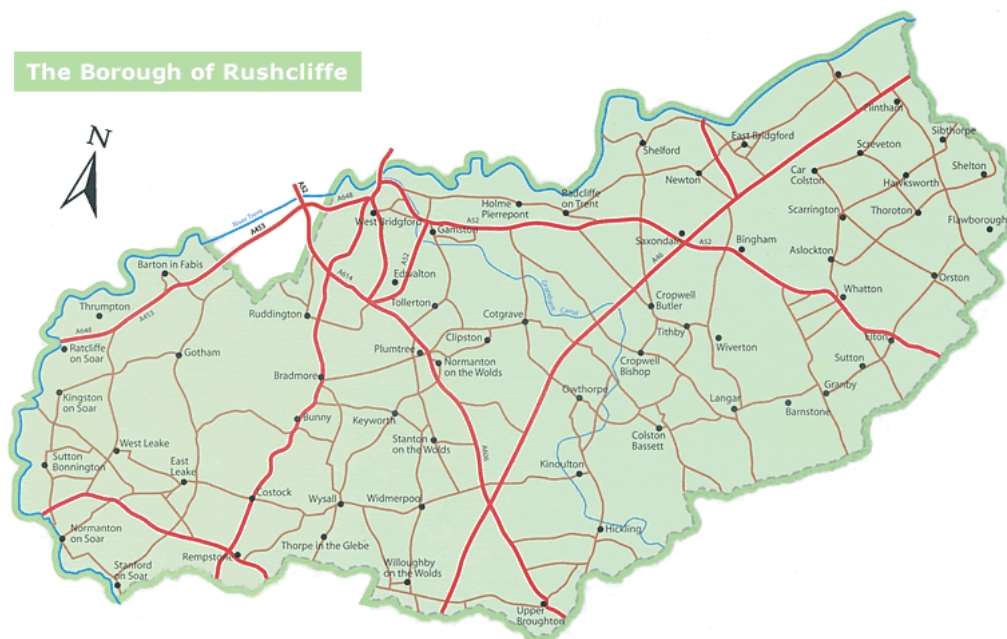 The Borough of Rushcliffe
N
Flintham
Sibthorpe
East Bridgford
Screveton
Shelford
Shelton
Car
Colston
Newton
Hawksworth
A52
A648
Holme
Pierrepont
Radcliffe
on Trent
River Trent
West Bridgford
Scarrington
Thoroton
Flawborough
A453
Gamston
A52
Saxondale
A52
Bingham
Aslockton
Barton in Fabis
A46
A614
Edwalton
A52
Orston
Thrumpton
Tollerton
Grantham
Canal
Cropwell
Butler
Whatton
Ruddington
Cotgrave
A648
A453
Clipston
Tithby
Elton
Ratcliffe
on Soar
Gotham
Plumtree
Normanton
on the Wolds
Cropwell
Bishop
Wiverton
Sutton
Bradmore
Granby
Kingston
on Soar
Owthorpe
Langar
Barnstone
Bunny
Keyworth
Colston
Bassett
West Leake
Stanton
on the Wolds
A606
Sutton
Bonnington
East
Leake
Kinoulton
Costock
Wysall
Widmerpool
Normanton
on Soar
Hickling
Rempstone
Thorpe in the Glebe
Stanford
on Soar
Willoughby
on the Wolds
Upper
Broughton